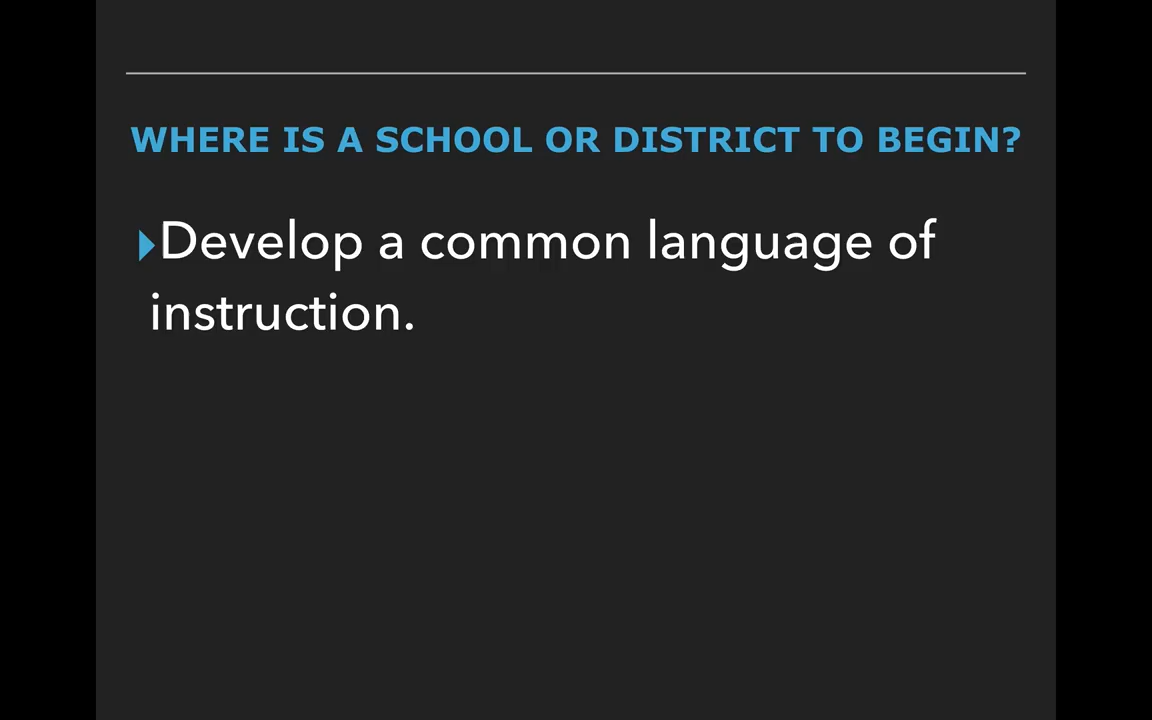 WHERE IS A SCHOOL OR DISTRICT TO BEGIN?
▸Develop a common language of
instruction.